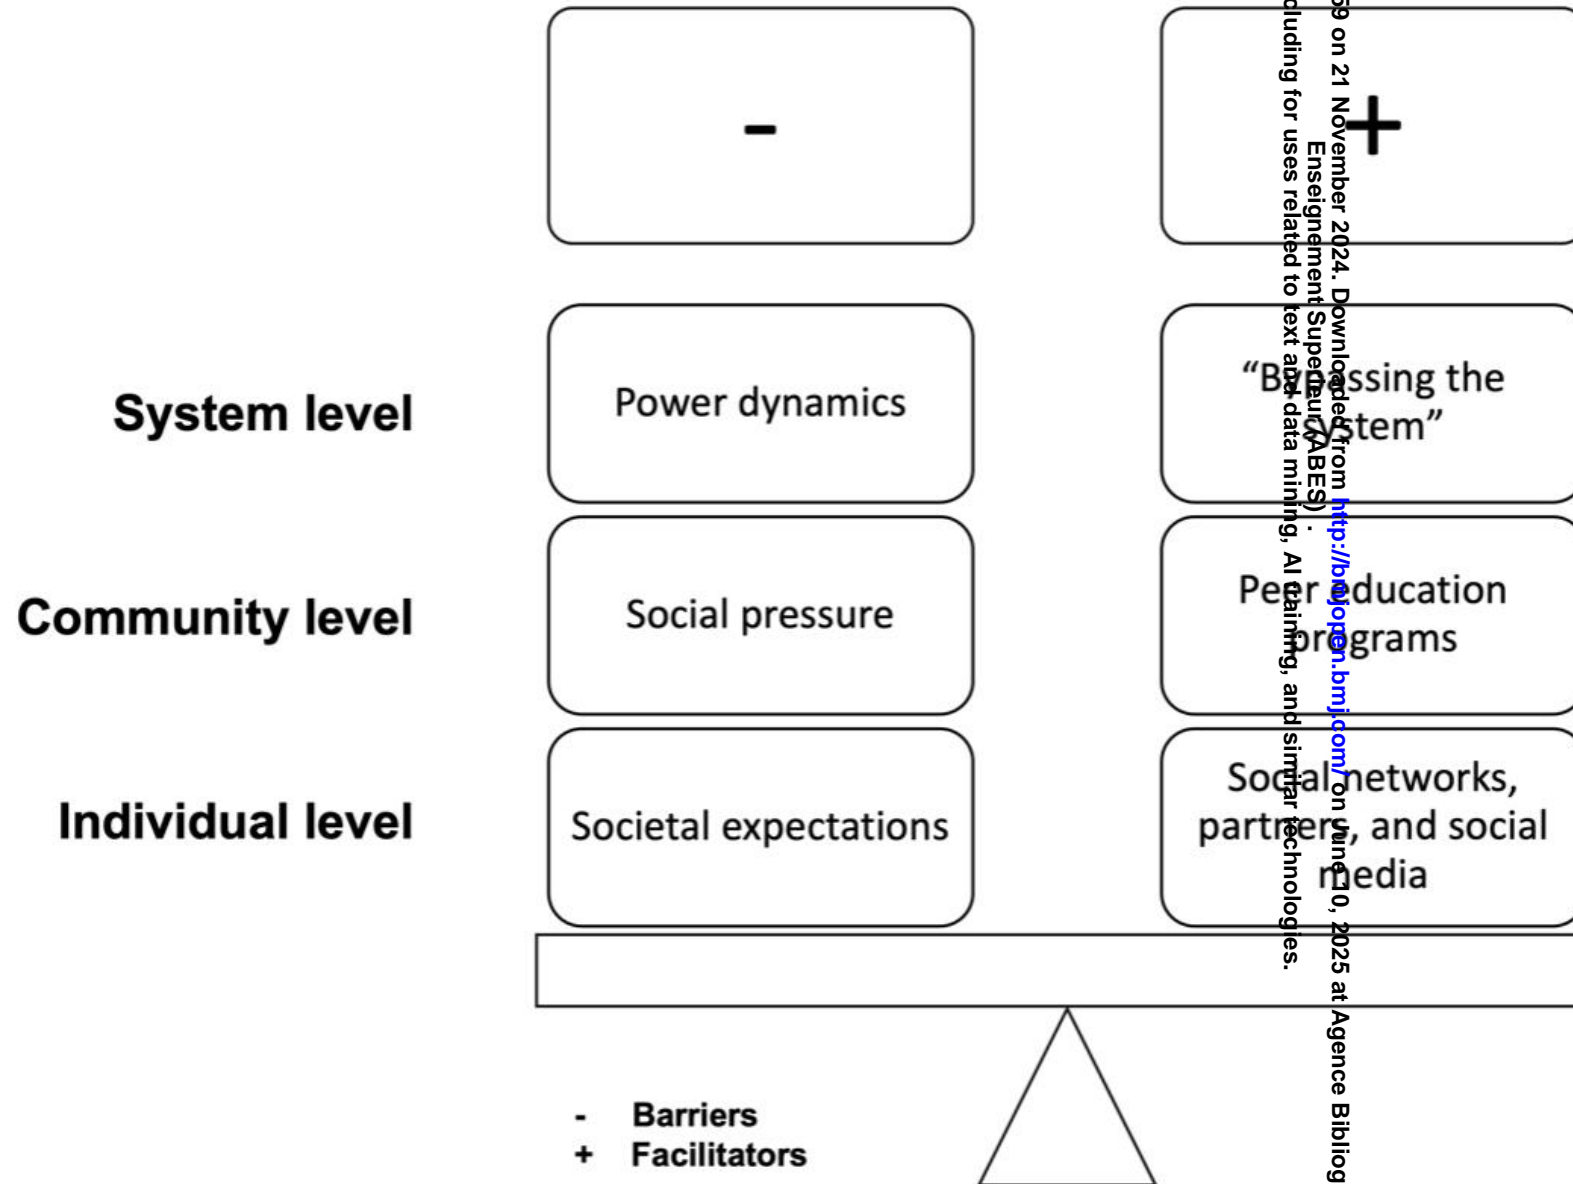 -
+
System level
Power dynamics
“Bypassing the
system”
Community level
Social pressure
Peer education
programs
Individual level
Societal expectations
Social networks,
partners, and social
media
- Barriers
+ Facilitators
on 21 November 2024. Downloaded from http://bmjopen.bmj.com/ on June 10, 2025 at Agence
Enseignement Superieur (ABES) .
for uses related to text and data mining, AI training, and similar technologies.